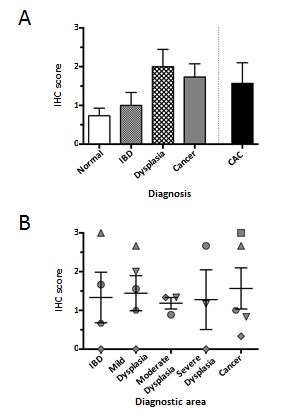 A
IHC score
3
2
1
0
Normal
IBD
Dysplasia
Cancer
CAC
Diagnosis
B
IHC score
3
2
1
0
IBD
Mild
Dysplasia
Moderate
Dysplasia
Severe
Dysplasia
Cancer
Diagnostic area